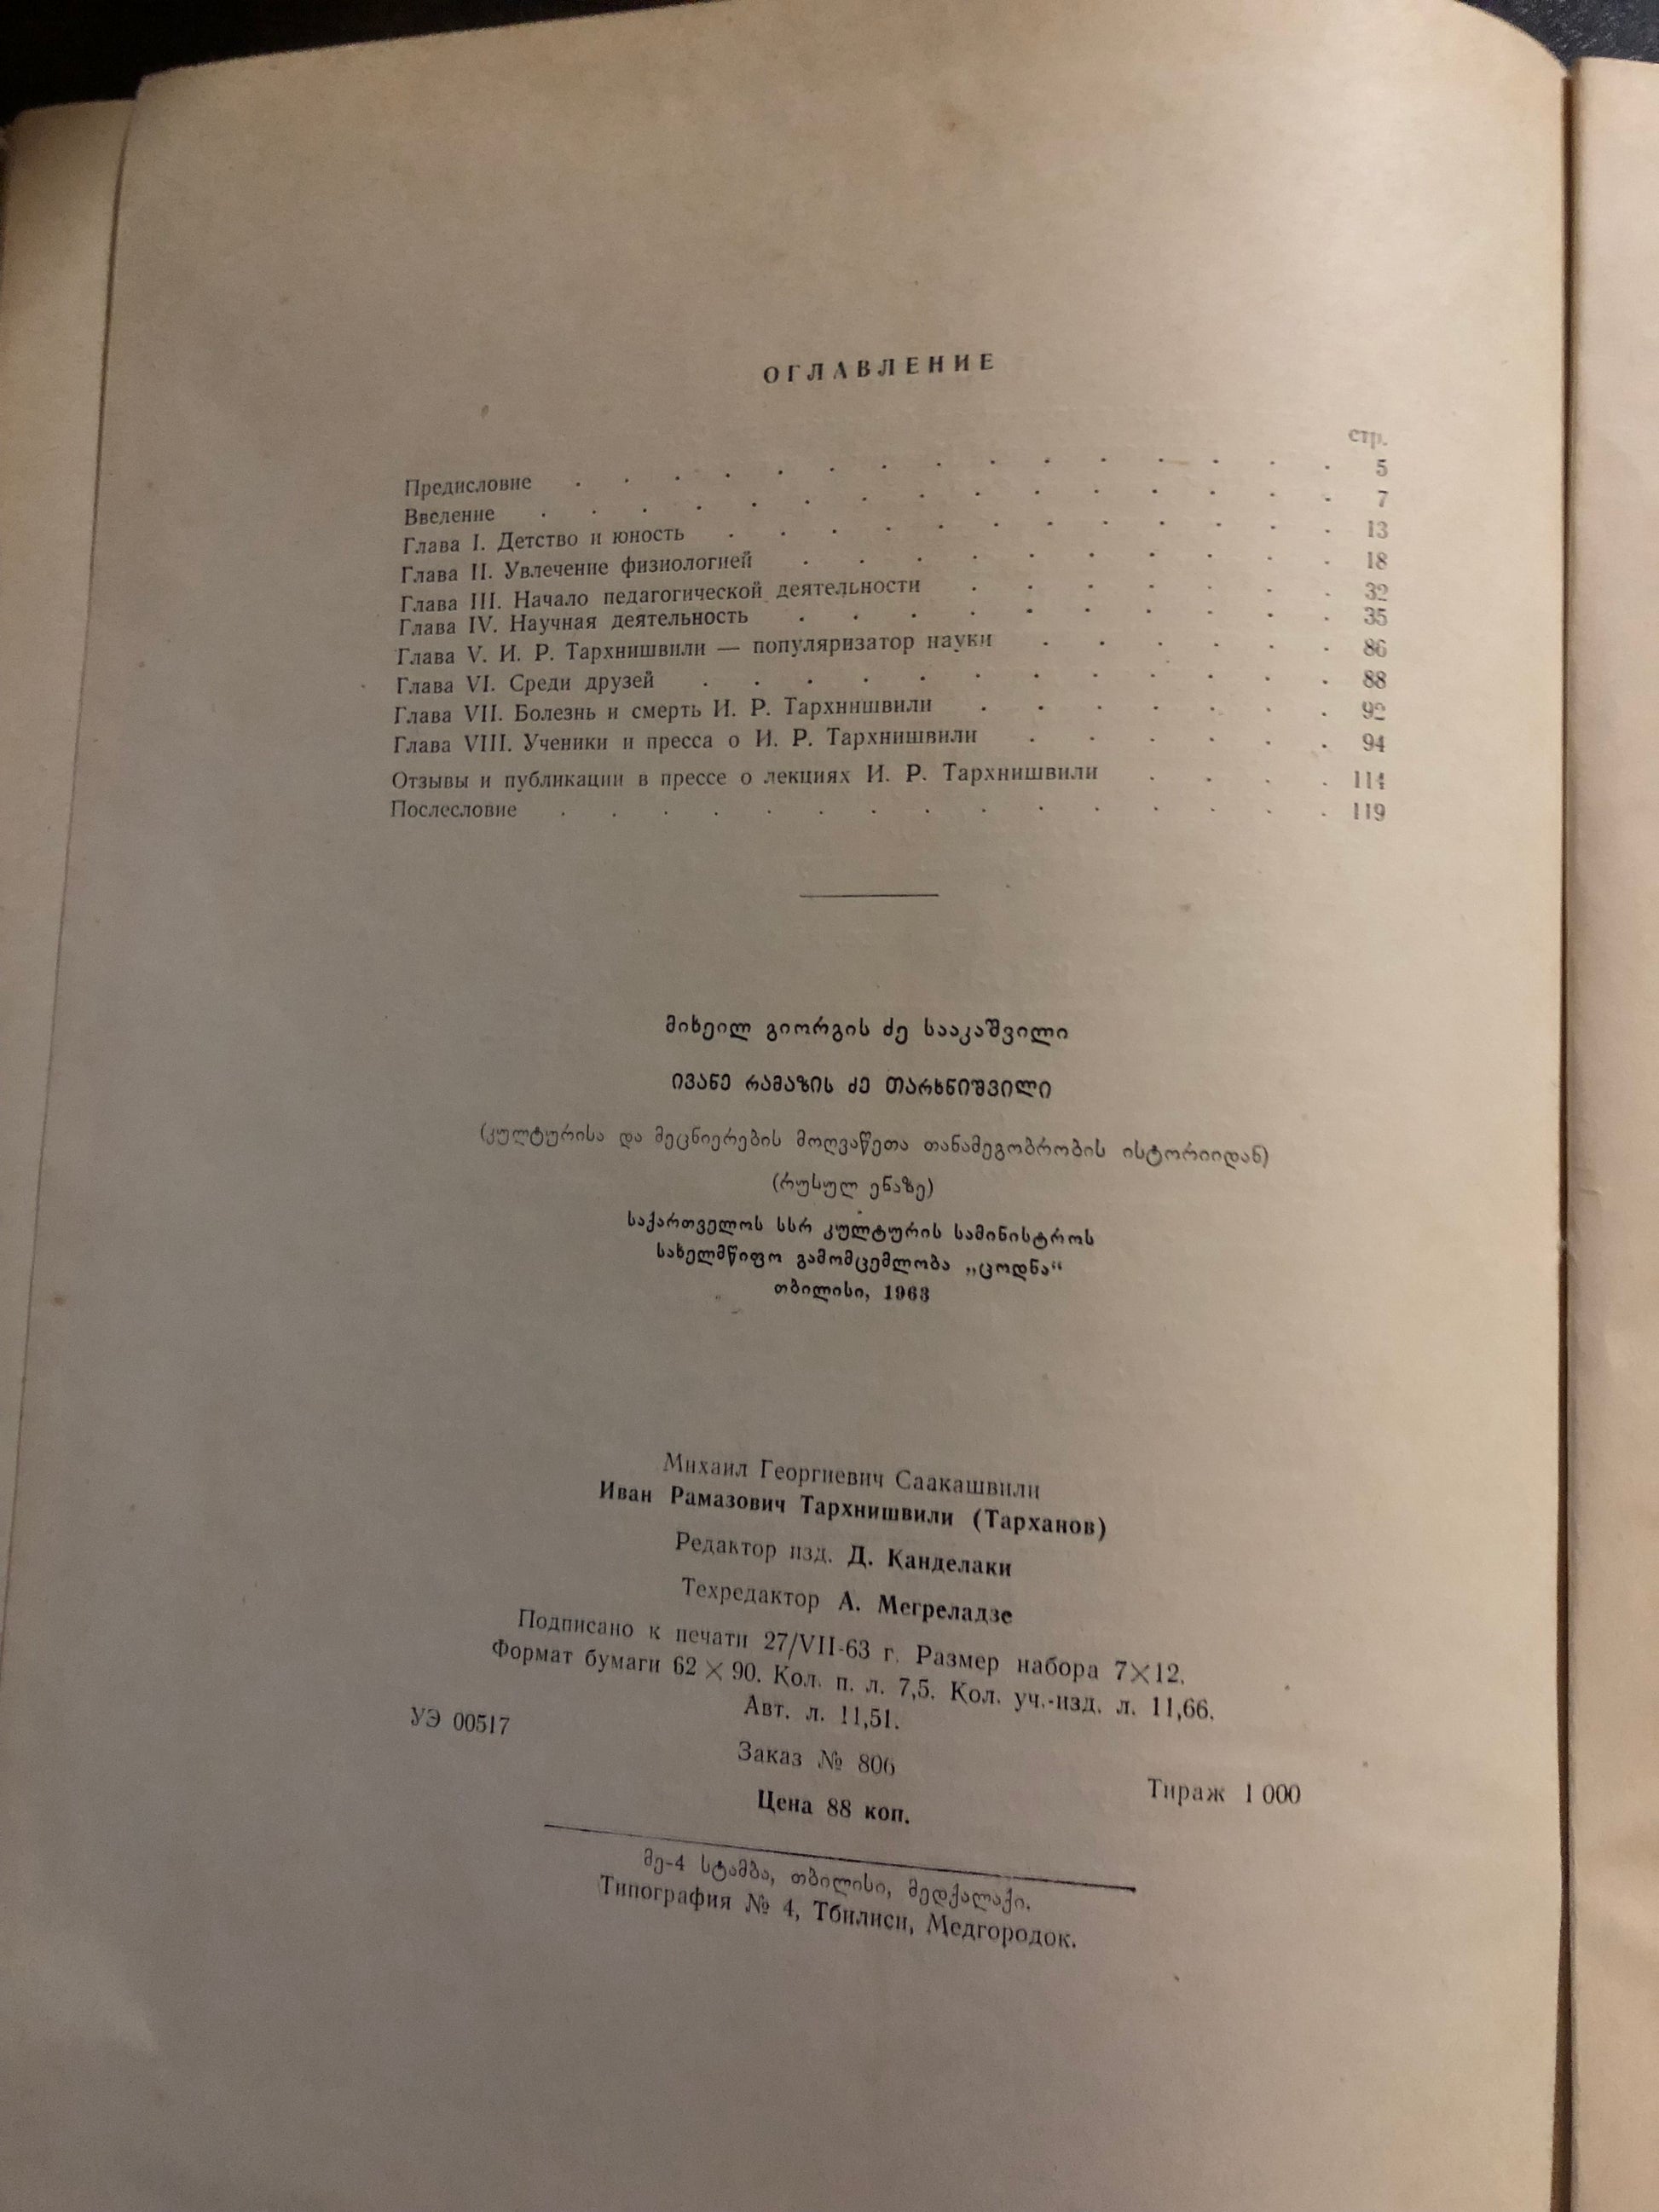 ОГЛАВЛЕНИЕ
стр.
Предисловие . . . . . . . . . . . . . . . 5
Введение . . . . . . . . . . . . . . . 7
Глава I. Детство и юность . . . . . . . . . . . 13
Глава II. Увлечение физиологией . . . . . . . . . . 18
Глава III. Начало педагогической деятельности . . . . . . . 32
Глава IV. Научная деятельность . . . . . . . . . . 35
Глава V. И. Р. Тархнишвили — популяризатор науки . . . . . . 86
Глава VI. Среди друзей . . . . . . . . . . . . 88
Глава VII. Болезнь и смерть И. Р. Тархнишвили . . . . . . . 92
Глава VIII. Ученики и пресса о И. Р. Тархнишвили . . . . . . 94
Отзывы и публикации в прессе о лекциях И. Р. Тархнишвили . . . . 114
Послесловие . . . . . . . . . . . . . . 119
მიხეილ გიორგის ძე სააკაშვილი
ივანე რამაზის ძე თარხნიშვილი
(კულტურისა და მეცნიერების მოღვაწეთა თანამეგობრობის ისტორიიდან)
(რუსულ ენაზე)
საქართველოს სსრ კულტურის სამინისტროს
სახელმწიფო გამომცემლობა „ცოდნა“
თბილისი, 1963
Михаил Георгиевич Саакашвили
Иван Рамазович Тархнишвили (Тарханов)
Редактор изд. Д. Канделаки
Техредактор А. Мегреладзе
Подписано к печати 27/VII-63 г. Размер набора 7×12.
Формат бумаги 62 × 90. Кол. п. л. 7,5. Кол. уч.-изд. л. 11,66.
Авт. л. 11,51.
УЭ 00517 Заказ № 806 Тираж 1 000
Цена 88 коп.
მე-4 სტამბა, თბილისი, მედქალაქი.
Типография № 4, Тбилиси, Медгородок.